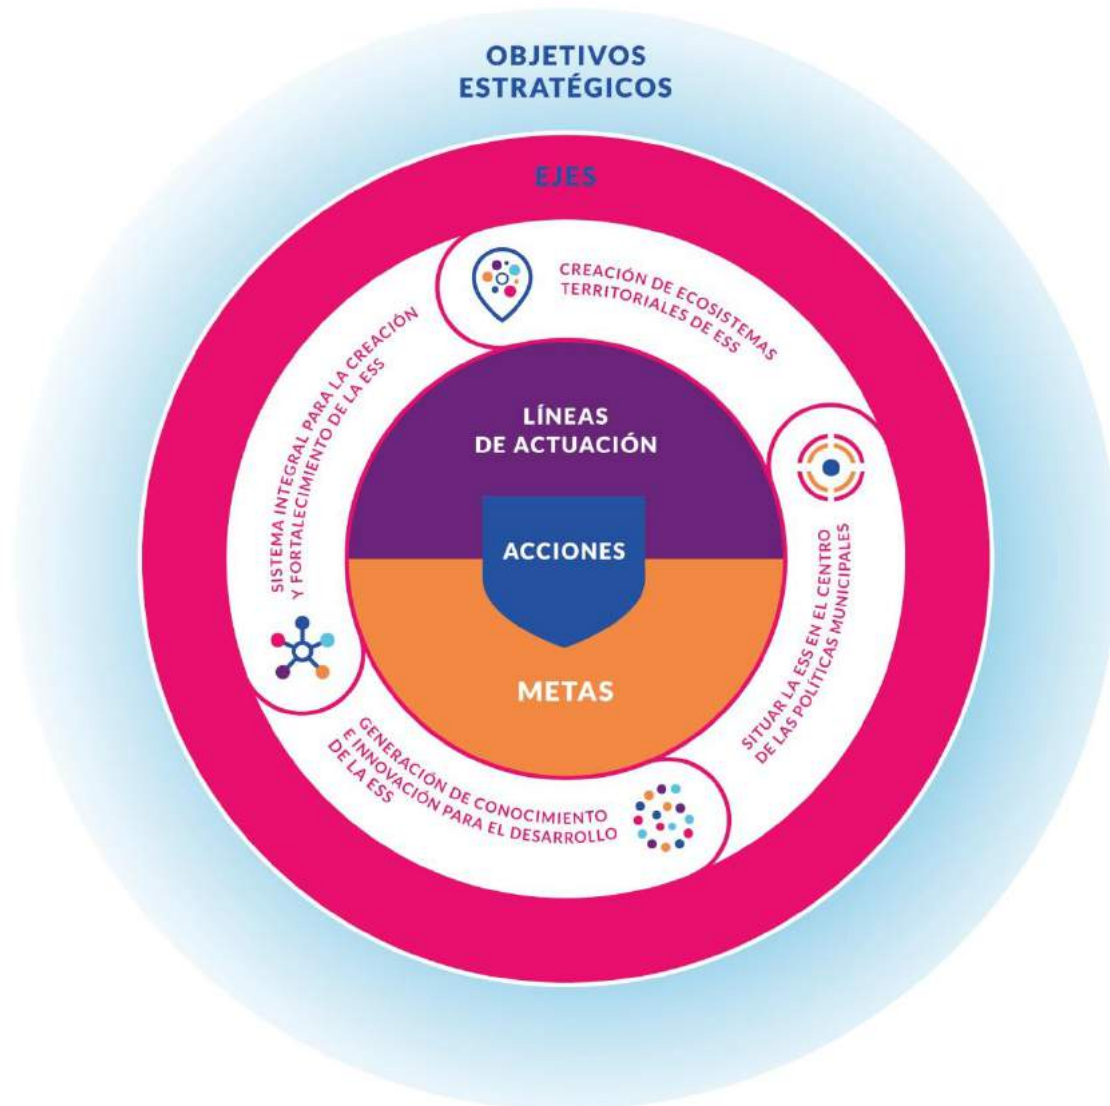 OBJETIVOS
ESTRATÉGICOS
EJES
CREACIÓN DE ECOSISTEMAS
TERRITORIALES DE ESS
SITUAR LA ESS EN EL CENTRO
DE LAS POLÍTICAS MUNICIPALES
GENERACIÓN DE CONOCIMIENTO
E INNOVACIÓN PARA EL DESARROLLO
DE LA ESS
SISTEMA INTEGRAL PARA LA CREACIÓN
Y FORTALECIMIENTO DE LA ESS
LÍNEAS
DE ACTUACIÓN
ACCIONES
METAS